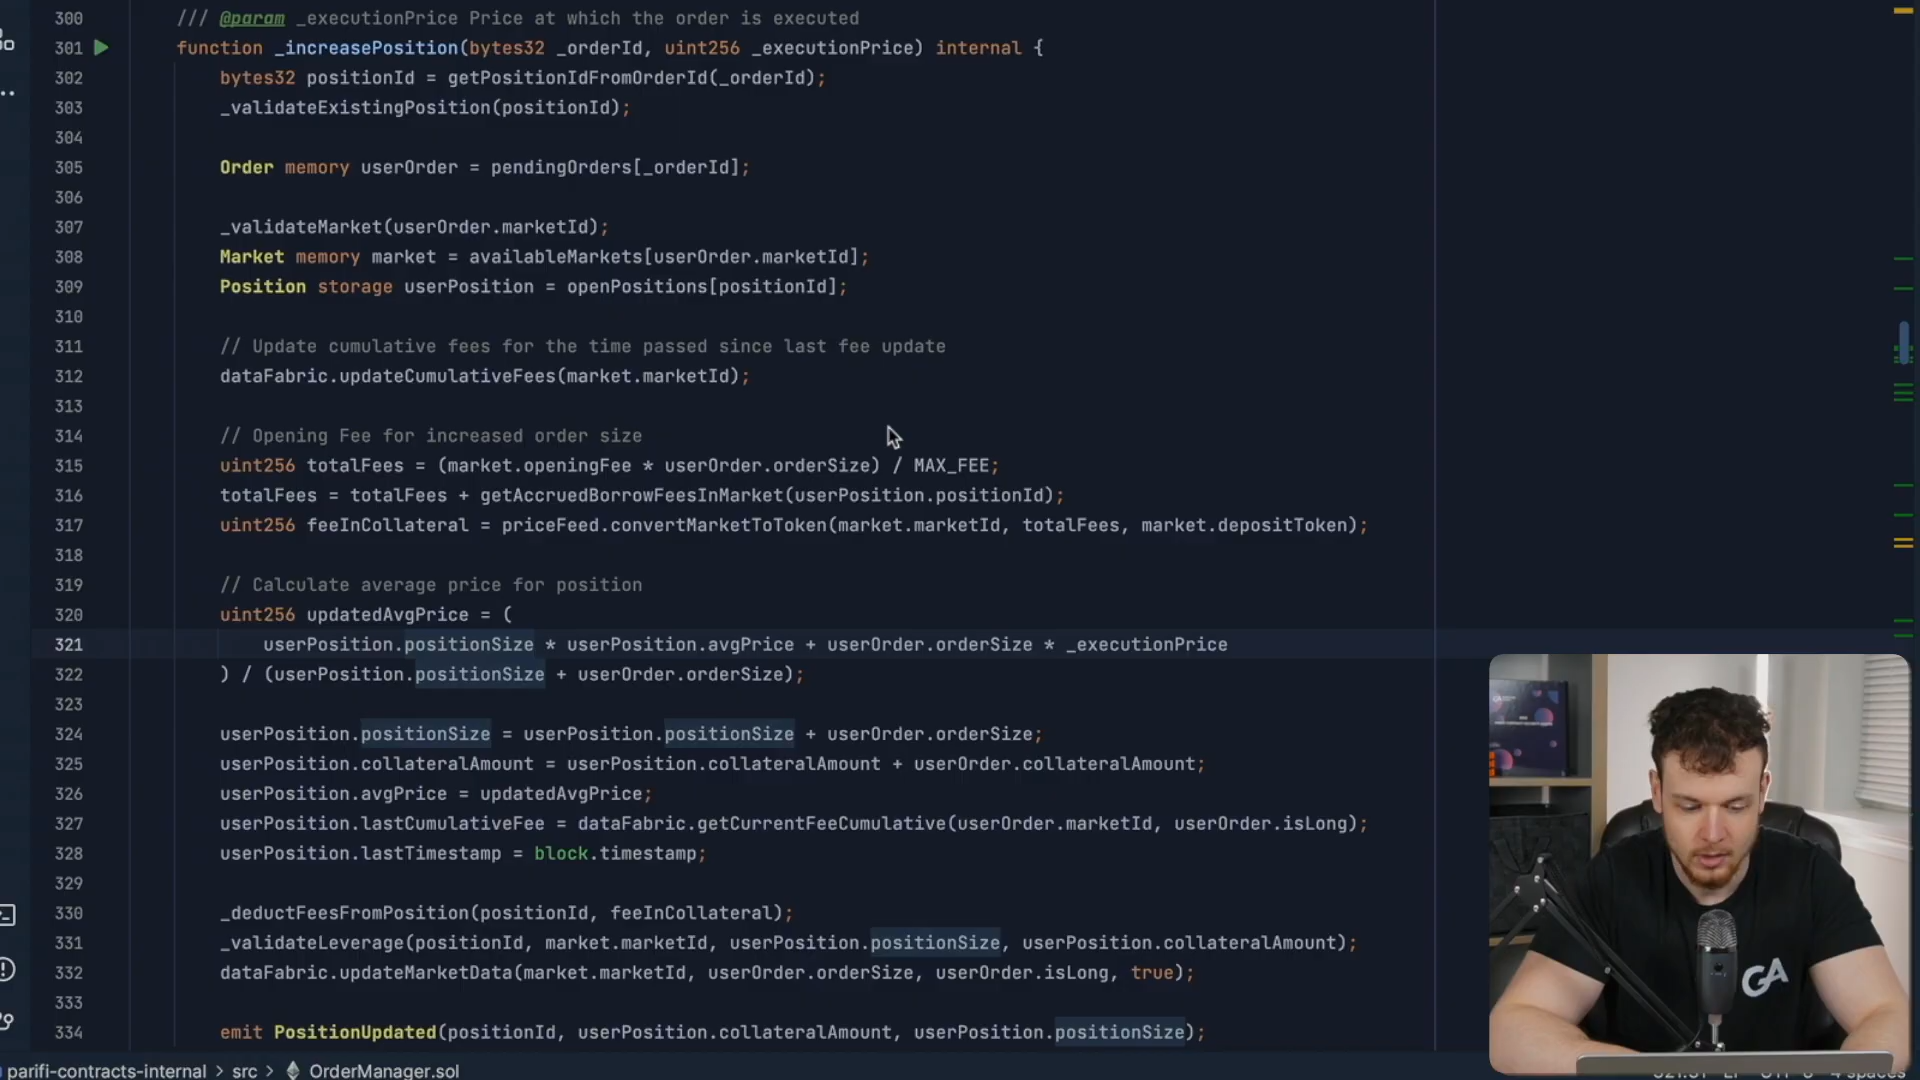 300 /// @param _executionPrice Price at which the order is executed
301 function _increasePosition(bytes32 _orderId, uint256 _executionPrice) internal {
302 bytes32 positionId = getPositionIdFromOrderId(_orderId);
303 _validateExistingPosition(positionId);
304
305 Order memory userOrder = pendingOrders[_orderId];
306
307 _validateMarket(userOrder.marketId);
308 Market memory market = availableMarkets[userOrder.marketId];
309 Position storage userPosition = openPositions[positionId];
310
311 // Update cumulative fees for the time passed since last fee update
312 dataFabric.updateCumulativeFees(market.marketId);
313
314 // Opening Fee for increased order size
315 uint256 totalFees = (market.openingFee * userOrder.orderSize) / MAX_FEE;
316 totalFees = totalFees + getAccruedBorrowFeesInMarket(userPosition.positionId);
317 uint256 feeInCollateral = priceFeed.convertMarketToToken(market.marketId, totalFees, market.depositToken);
318
319 // Calculate average price for position
320 uint256 updatedAvgPrice = (
321 userPosition.positionSize * userPosition.avgPrice + userOrder.orderSize * _executionPrice
322 ) / (userPosition.positionSize + userOrder.orderSize);
323
324 userPosition.positionSize = userPosition.positionSize + userOrder.orderSize;
325 userPosition.collateralAmount = userPosition.collateralAmount + userOrder.collateralAmount;
326 userPosition.avgPrice = updatedAvgPrice;
327 userPosition.lastCumulativeFee = dataFabric.getCurrentFeeCumulative(userOrder.marketId, userOrder.isLong);
328 userPosition.lastTimestamp = block.timestamp;
329
330 _deductFeesFromPosition(positionId, feeInCollateral);
331 _validateLeverage(positionId, market.marketId, userPosition.positionSize, userPosition.collateralAmount);
332 dataFabric.updateMarketData(market.marketId, userOrder.orderSize, userOrder.isLong, true);
333
334 emit PositionUpdated(positionId, userPosition.collateralAmount, userPosition.positionSize);
parifi-contracts-internal > src > OrderManager.sol
GA